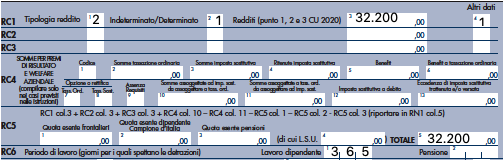 Altri dati
RC1 Tipologia reddito 1 2 Indeterminato/Determinato 2 1 Redditi (punto 1, 2 e 3 CU 2020) 3 32.200 ,00 4 1
RC2 ,00
RC3 ,00
SOMME PER PREMI DI RISULTATO E WELFARE AZIENDALE (compilare solo nei casi previsti nelle istruzioni)
RC4
Codice Somme tassazione ordinaria Somme imposta sostitutiva Ritenute imposta sostitutiva Benefit Benefit a tassazione ordinaria
1 2 ,00 3 ,00 4 ,00 5 ,00 6 ,00
Opzione o rettifica Tass. Ord. Imp. Sost. Assenza Requisiti Somme assoggettate ad imp. sost. da assoggettare a tass. ord. Somme assoggettate a tass. ord. da assoggettare ad imp. sost. Imposta sostitutiva a debito Eccedenza di imposta sostitutiva trattenuta e/o versata
7 8 9 10 ,00 11 ,00 12 ,00 13 ,00
RC1 col.3 + RC2 col. 3 + RC3 col. 3 + RC4 col. 10 – RC4 col. 11 – RC5 col. 1 – RC5 col. 2 - RC5 col. 3 (riportare in RN1 col.5)
RC5 Quota esente frontalieri Quota esente dipendente Campione d'Italia Quota esente pensioni
1 ,00 2 ,00 3 ,00 (di cui L.S.U. 4 ,00 ) TOTALE 5 32.200 ,00
RC6 Periodo di lavoro (giorni per i quali spettano le detrazioni) Lavoro dipendente 1 3 6 5 Pensione 2